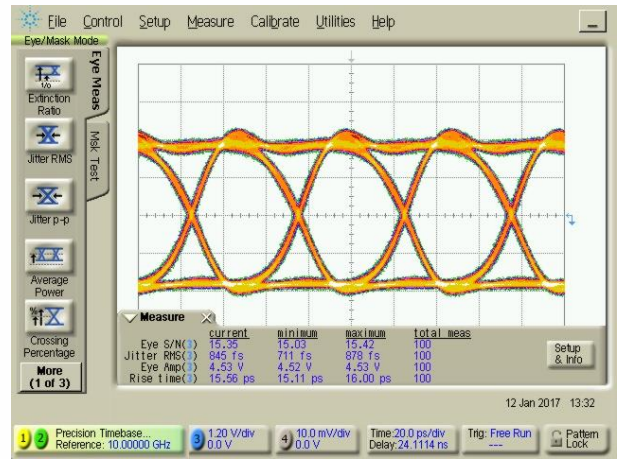 File Control Setup Measure Calibrate Utilities Help
Eye/Mask Mode
Eye Meas
Msk Test
Extinction
Ratio
Jitter RMS
Jitter p-p
Average
Power
Crossing
Percentage
More
(1 of 3)
Measure
current minimum maximum total meas
Eye S/N(3) 15.35 15.03 15.42 100
Jitter RMS(3) 845 fs 711 fs 878 fs 100
Eye Amp(3) 4.53 V 4.52 V 4.53 V 100
Rise time(3) 15.56 ps 15.11 ps 16.00 ps 100
Setup
& Info
12 Jan 2017 13:32
1 2 Precision Timebase...
Reference: 10.00000 GHz
3 1.20 V/div
0.0 V
4 10.0 mV/div
0.0 V
Time:20.0 ps/div
Delay:24.1114 ns
Trig: Free Run
---
Pattern
Lock